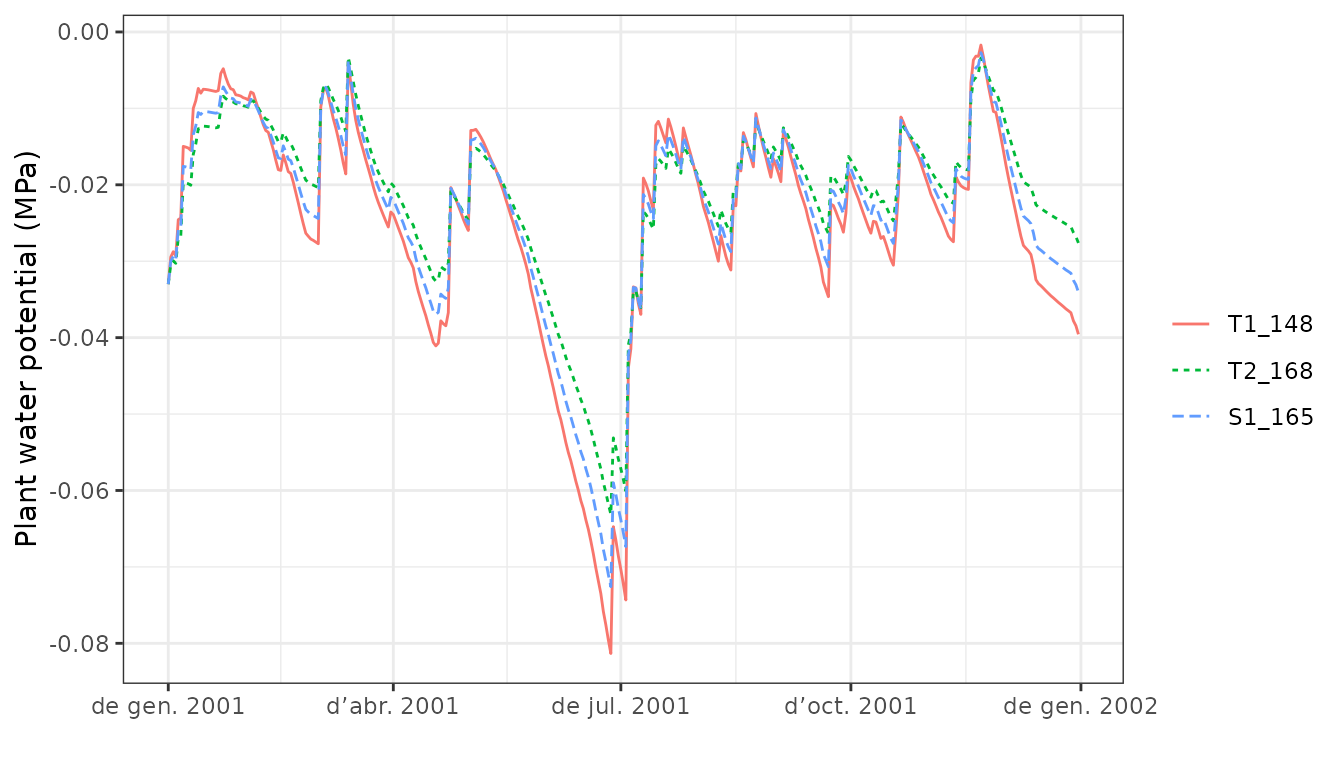 Plant water potential (MPa)
0.00
-0.02
-0.04
-0.06
-0.08
de gen. 2001 d’abr. 2001 de jul. 2001 d’oct. 2001 de gen. 2002
T1_148
T2_168
S1_165